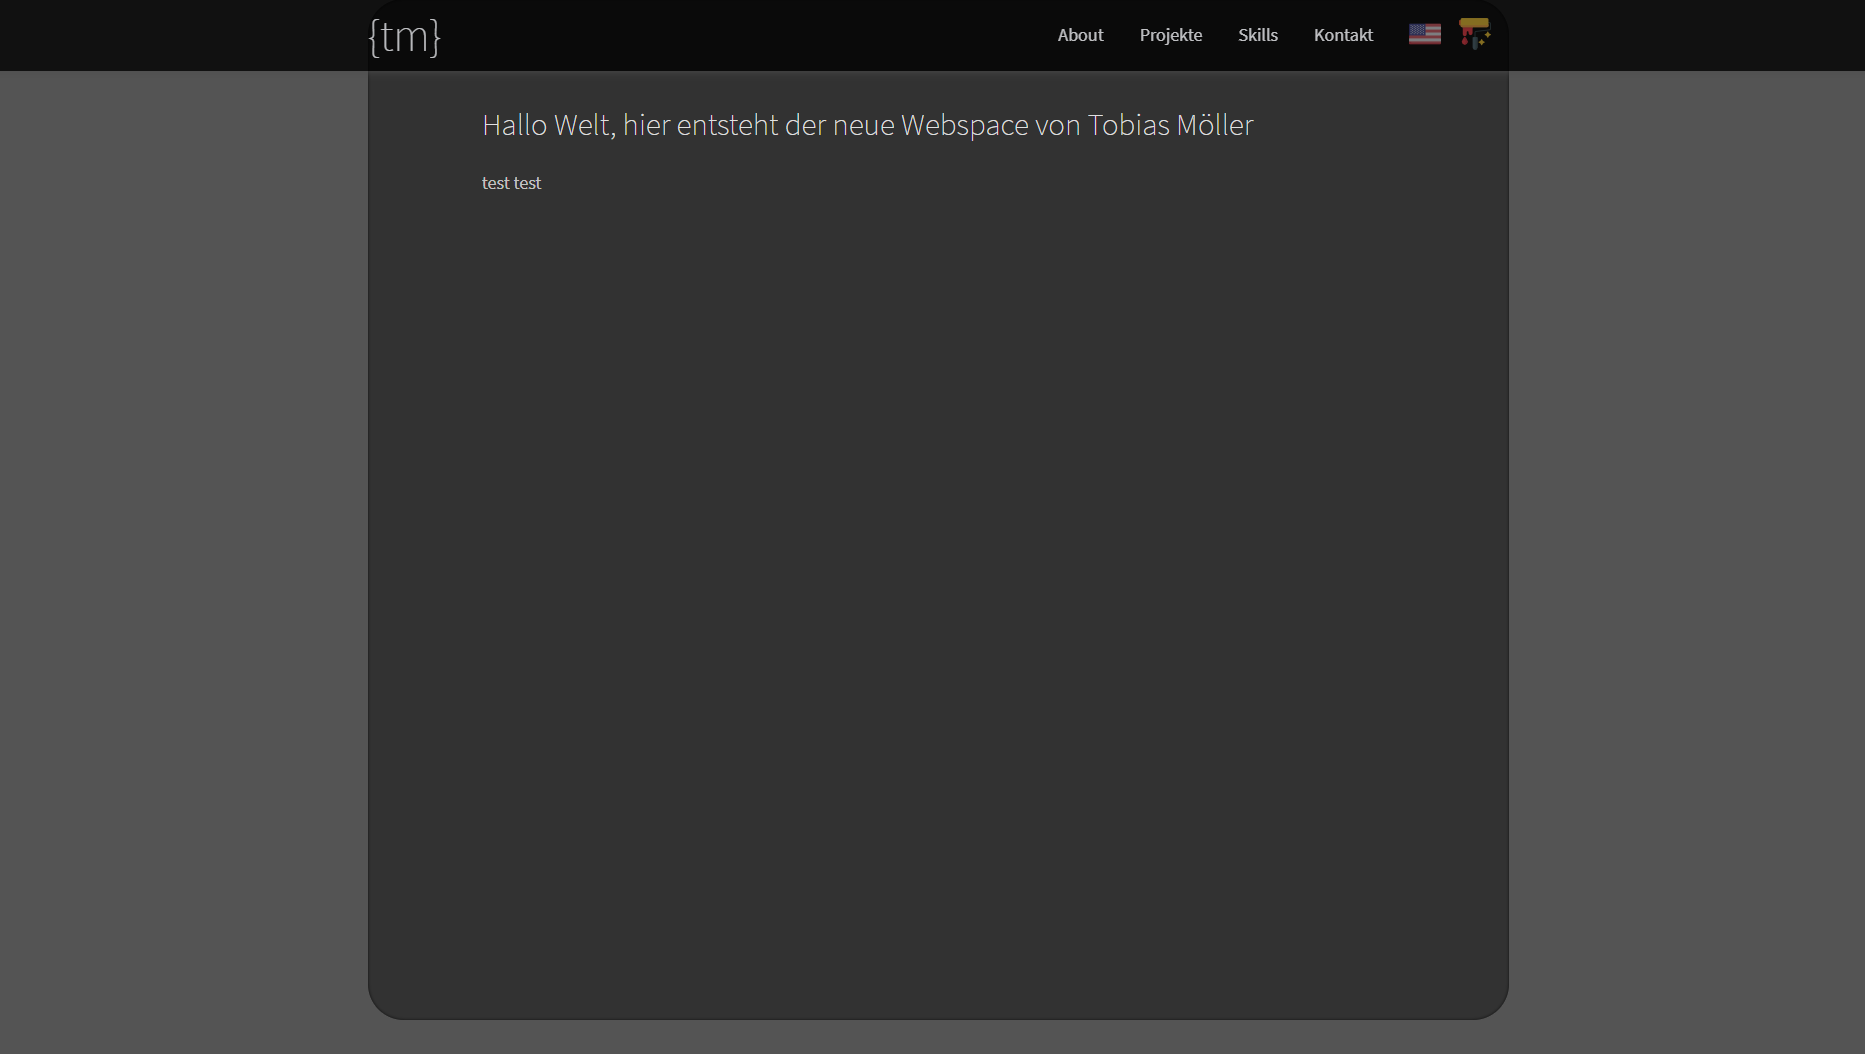 {tm}
About Projekte Skills Kontakt
Hallo Welt, hier entsteht der neue Webspace von Tobias Möller
test test